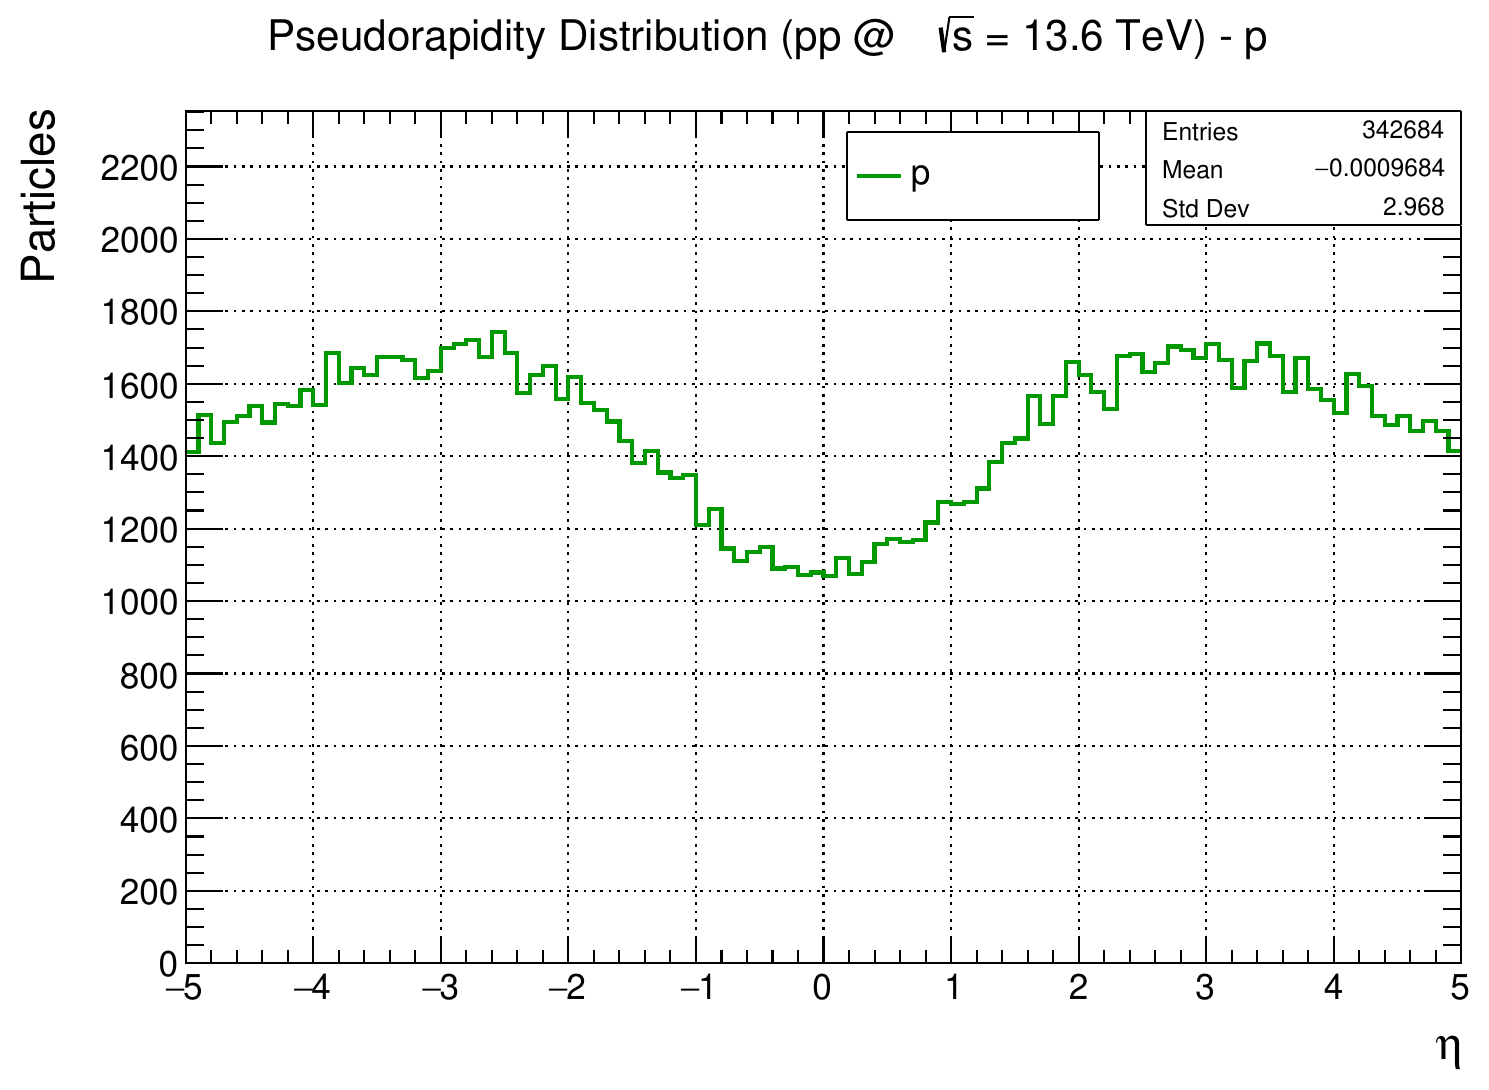 Pseudorapidity Distribution (pp @ √s = 13.6 TeV) - p
Particles
Entries 342684
Mean −0.0009684
Std Dev 2.968
p
2200
2000
1800
1600
1400
1200
1000
800
600
400
200
0
−5 −4 −3 −2 −1 0 1 2 3 4 5
η